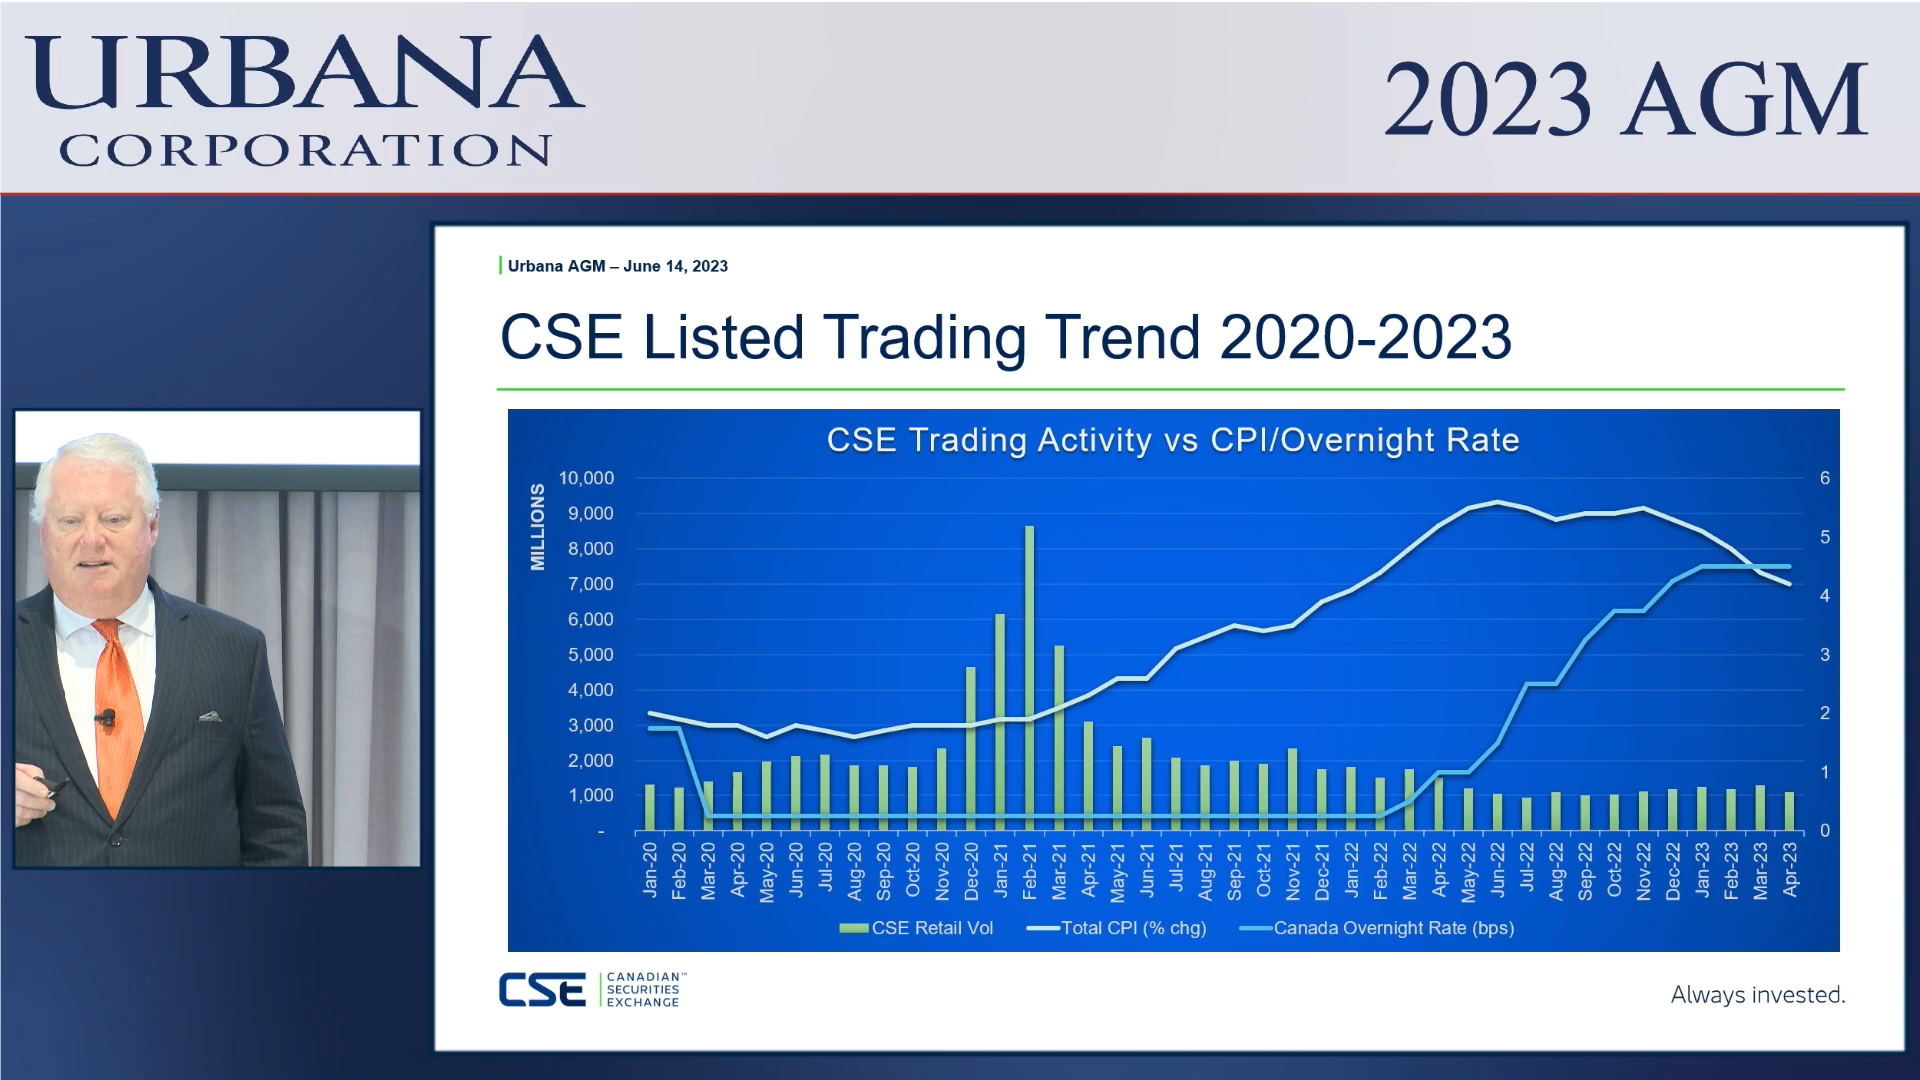 URBANA
CORPORATION
2023 AGM
Urbana AGM – June 14, 2023
CSE Listed Trading Trend 2020-2023
CSE Trading Activity vs CPI/Overnight Rate
MILLIONS
10,000
9,000
8,000
7,000
6,000
5,000
4,000
3,000
2,000
1,000
-
6
5
4
3
2
1
0
Jan-20
Feb-20
Mar-20
Apr-20
May-20
Jun-20
Jul-20
Aug-20
Sep-20
Oct-20
Nov-20
Dec-20
Jan-21
Feb-21
Mar-21
Apr-21
May-21
Jun-21
Jul-21
Aug-21
Sep-21
Oct-21
Nov-21
Dec-21
Jan-22
Feb-22
Mar-22
Apr-22
May-22
Jun-22
Jul-22
Aug-22
Sep-22
Oct-22
Nov-22
Dec-22
Jan-23
Feb-23
Mar-23
Apr-23
CSE Retail Vol
Total CPI (% chg)
Canada Overnight Rate (bps)
CSE
CANADIAN™
SECURITIES
EXCHANGE
Always invested.